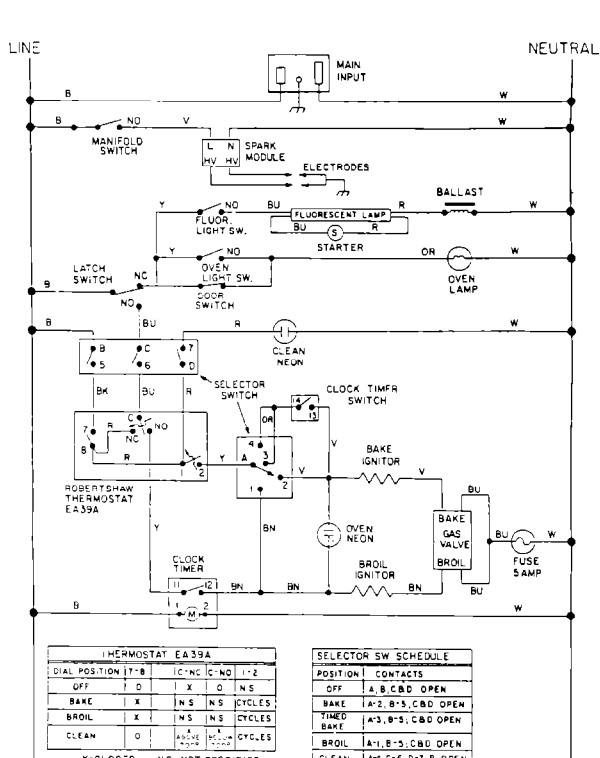 LINE
NEUTRAL
MAIN INPUT
B
W
B
NO
V
W
MANIFOLD SWITCH
L N
HV HV
SPARK MODULE
ELECTRODES
BALLAST
Y
NO
BU
FLUORESCENT LAMP
R
W
FLUOR. LIGHT SW.
BU
S
R
STARTER
Y
NO
OR
W
OVEN LIGHT SW.
OVEN LAMP
LATCH SWITCH
NC
B
NO
DOOR SWITCH
B
BU
R
W
CLEAN NEON
B C 7
5 6 D
SELECTOR SWITCH
CLOCK TIMER SWITCH
BK
BU
R
14
13
OR
C
7
R
NC
NO
8
R
1
2
Y
4
A
3
2
1
V
V
BAKE IGNITOR
V
ROBERTSHAW THERMOSTAT EA39A
BU
Y
BN
OVEN NEON
BAKE
GAS VALVE
BROIL
BU
W
FUSE 5AMP
CLOCK TIMER
BROIL IGNITOR
11
12
BN
BN
BN
BU
B
1
M
2
W
THERMOSTAT EA39A
DIAL POSITION 7-8 C-NC C-NO 1-2
OFF O X O NS
BAKE X NS NS CYCLES
BROIL X NS NS CYCLES
CLEAN O X ABOVE X BELOW CYCLES
SELECTOR SW SCHEDULE
POSITION CONTACTS
OFF A, B, C&D OPEN
BAKE A-2, B-5, C&D OPEN
TIMED BAKE A-3, B-5; C&D OPEN
BROIL A-1, B-5; C&D OPEN